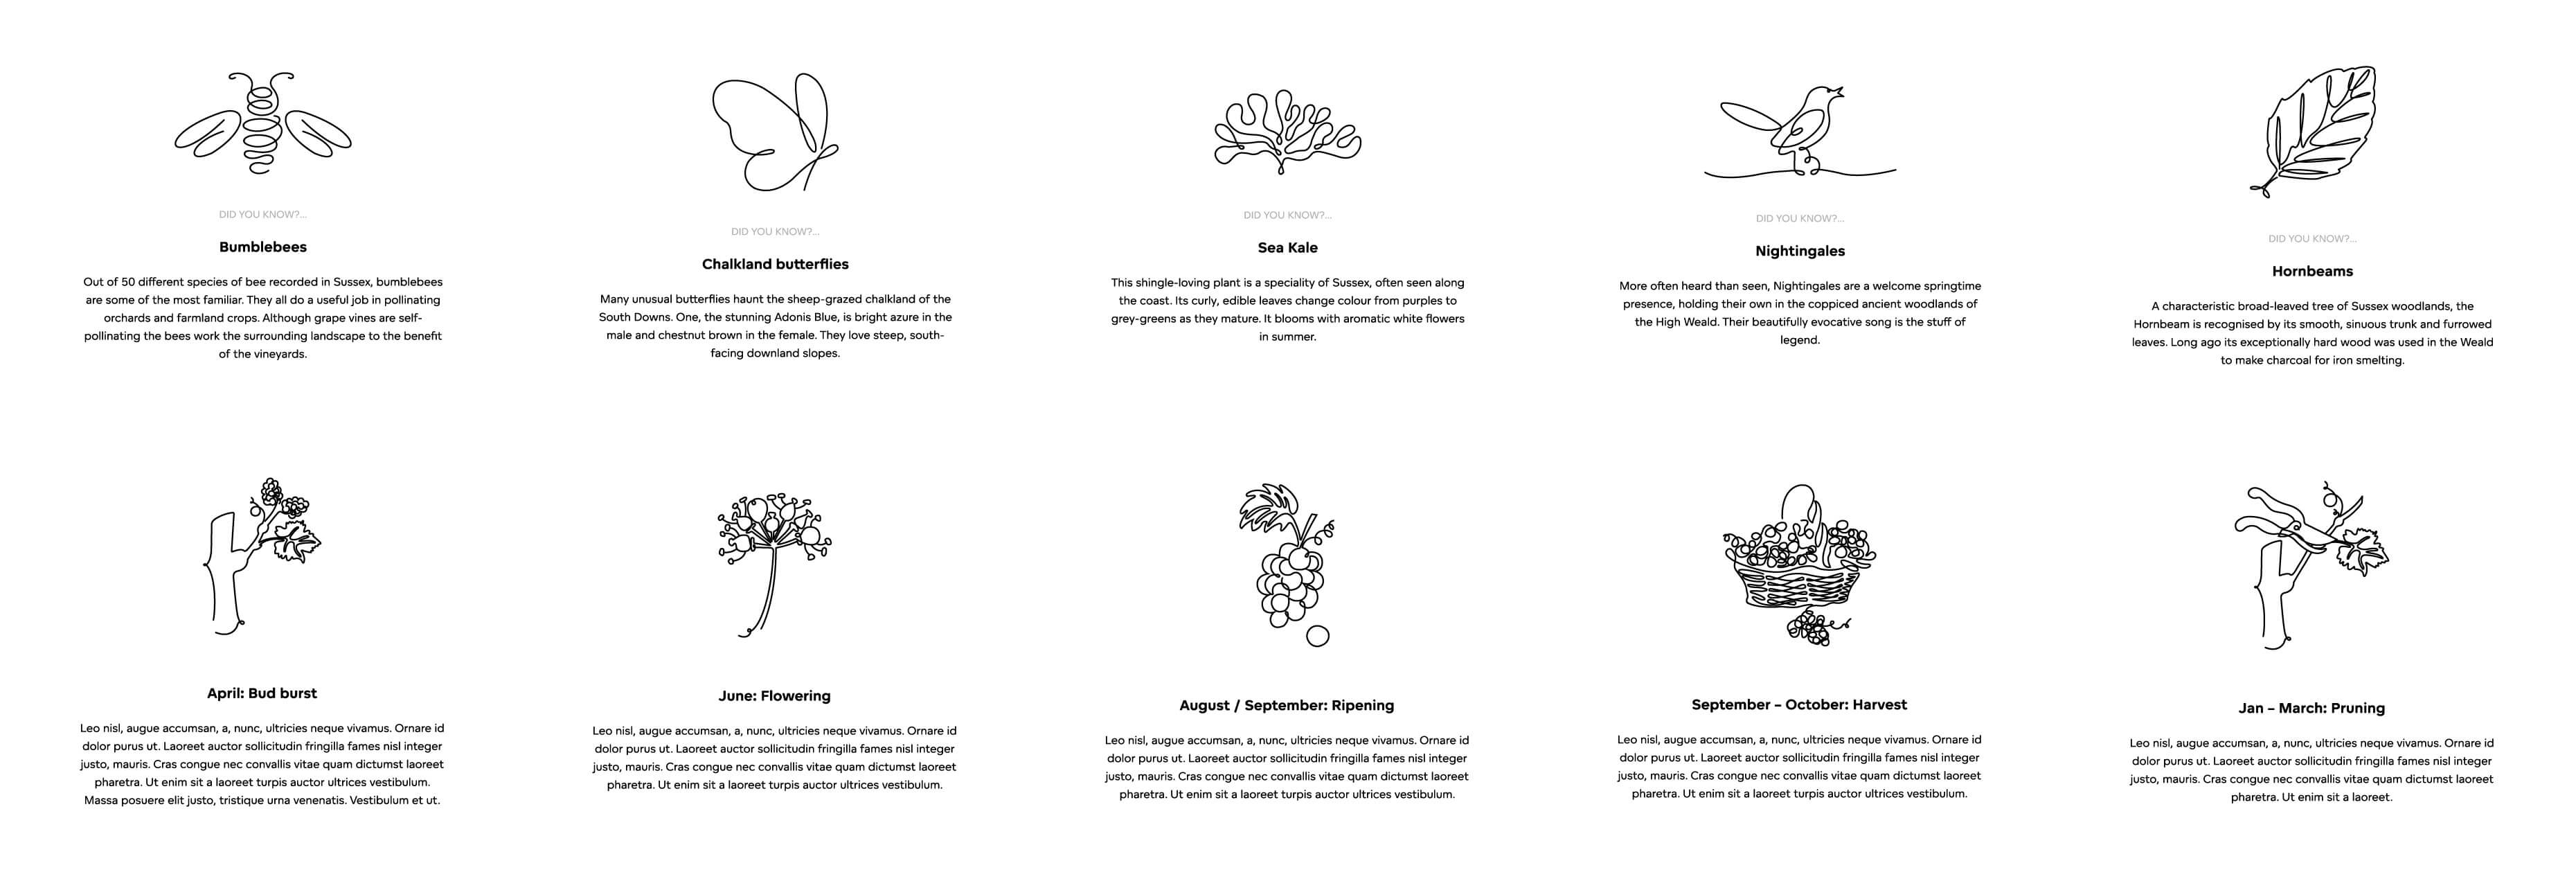 DID YOU KNOW?...
Bumblebees
Out of 50 different species of bee recorded in Sussex, bumblebees
are some of the most familiar. They all do a useful job in pollinating
orchards and farmland crops. Although grape vines are self-
pollinating the bees work the surrounding landscape to the benefit
of the vineyards.
DID YOU KNOW?...
Chalkland butterflies
Many unusual butterflies haunt the sheep-grazed chalkland of the
South Downs. One, the stunning Adonis Blue, is bright azure in the
male and chestnut brown in the female. They love steep, south-
facing downland slopes.
DID YOU KNOW?...
Sea Kale
This shingle-loving plant is a speciality of Sussex, often seen along
the coast. Its curly, edible leaves change colour from purples to
grey-greens as they mature. It blooms with aromatic white flowers
in summer.
DID YOU KNOW?...
Nightingales
More often heard than seen, Nightingales are a welcome springtime
presence, holding their own in the coppiced ancient woodlands of
the High Weald. Their beautifully evocative song is the stuff of
legend.
DID YOU KNOW?...
Hornbeams
A characteristic broad-leaved tree of Sussex woodlands, the
Hornbeam is recognised by its smooth, sinuous trunk and furrowed
leaves. Long ago its exceptionally hard wood was used in the Weald
to make charcoal for iron smelting.
April: Bud burst
Leo nisl, augue accumsan, a, nunc, ultricies neque vivamus. Ornare id
dolor purus ut. Laoreet auctor sollicitudin fringilla fames nisl integer
justo, mauris. Cras congue nec convallis vitae quam dictumst laoreet
pharetra. Ut enim sit a laoreet turpis auctor ultrices vestibulum.
Massa posuere elit justo, tristique urna venenatis. Vestibulum et ut.
June: Flowering
Leo nisl, augue accumsan, a, nunc, ultricies neque vivamus. Ornare id
dolor purus ut. Laoreet auctor sollicitudin fringilla fames nisl integer
justo, mauris. Cras congue nec convallis vitae quam dictumst laoreet
pharetra. Ut enim sit a laoreet turpis auctor ultrices vestibulum.
August / September: Ripening
Leo nisl, augue accumsan, a, nunc, ultricies neque vivamus. Ornare id
dolor purus ut. Laoreet auctor sollicitudin fringilla fames nisl integer
justo, mauris. Cras congue nec convallis vitae quam dictumst laoreet
pharetra. Ut enim sit a laoreet turpis auctor ultrices vestibulum.
September – October: Harvest
Leo nisl, augue accumsan, a, nunc, ultricies neque vivamus. Ornare id
dolor purus ut. Laoreet auctor sollicitudin fringilla fames nisl integer
justo, mauris. Cras congue nec convallis vitae quam dictumst laoreet
pharetra. Ut enim sit a laoreet turpis auctor ultrices vestibulum.
Jan – March: Pruning
Leo nisl, augue accumsan, a, nunc, ultricies neque vivamus. Ornare id
dolor purus ut. Laoreet auctor sollicitudin fringilla fames nisl integer
justo, mauris. Cras congue nec convallis vitae quam dictumst laoreet
pharetra. Ut enim sit a laoreet.